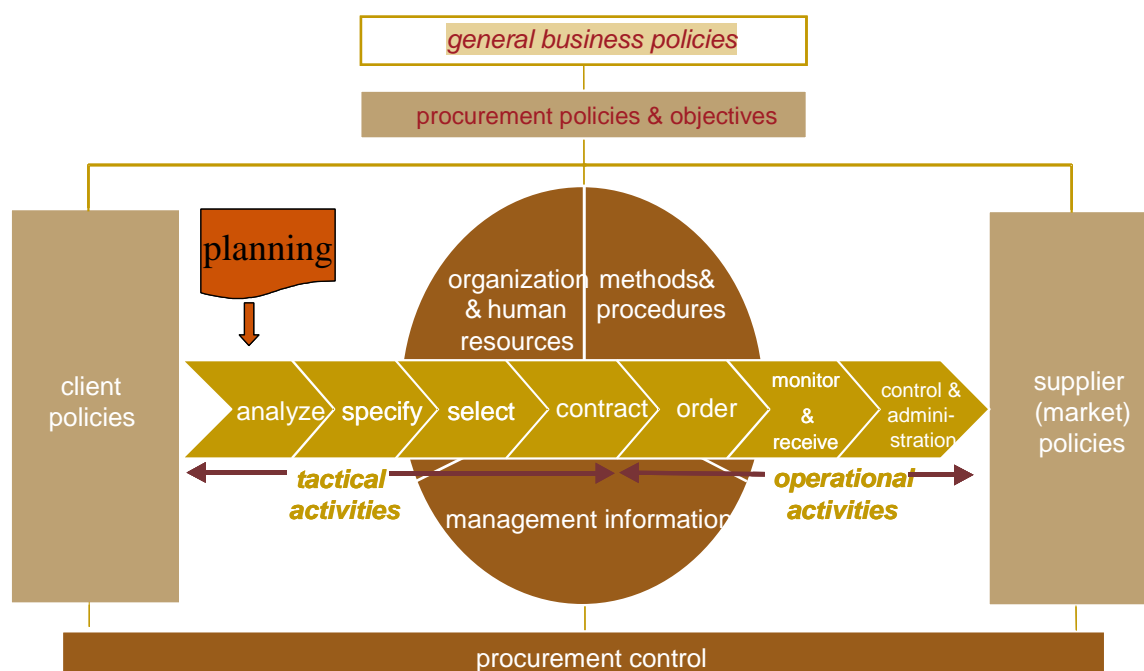 general business policies
procurement policies & objectives
planning
organization
& human
resources
methods&
procedures
client
policies
analyze
specify
select
contract
order
monitor
&
receive
control &
admini-
stration
supplier
(market)
policies
tactical
activities
operational
activities
management information
procurement control